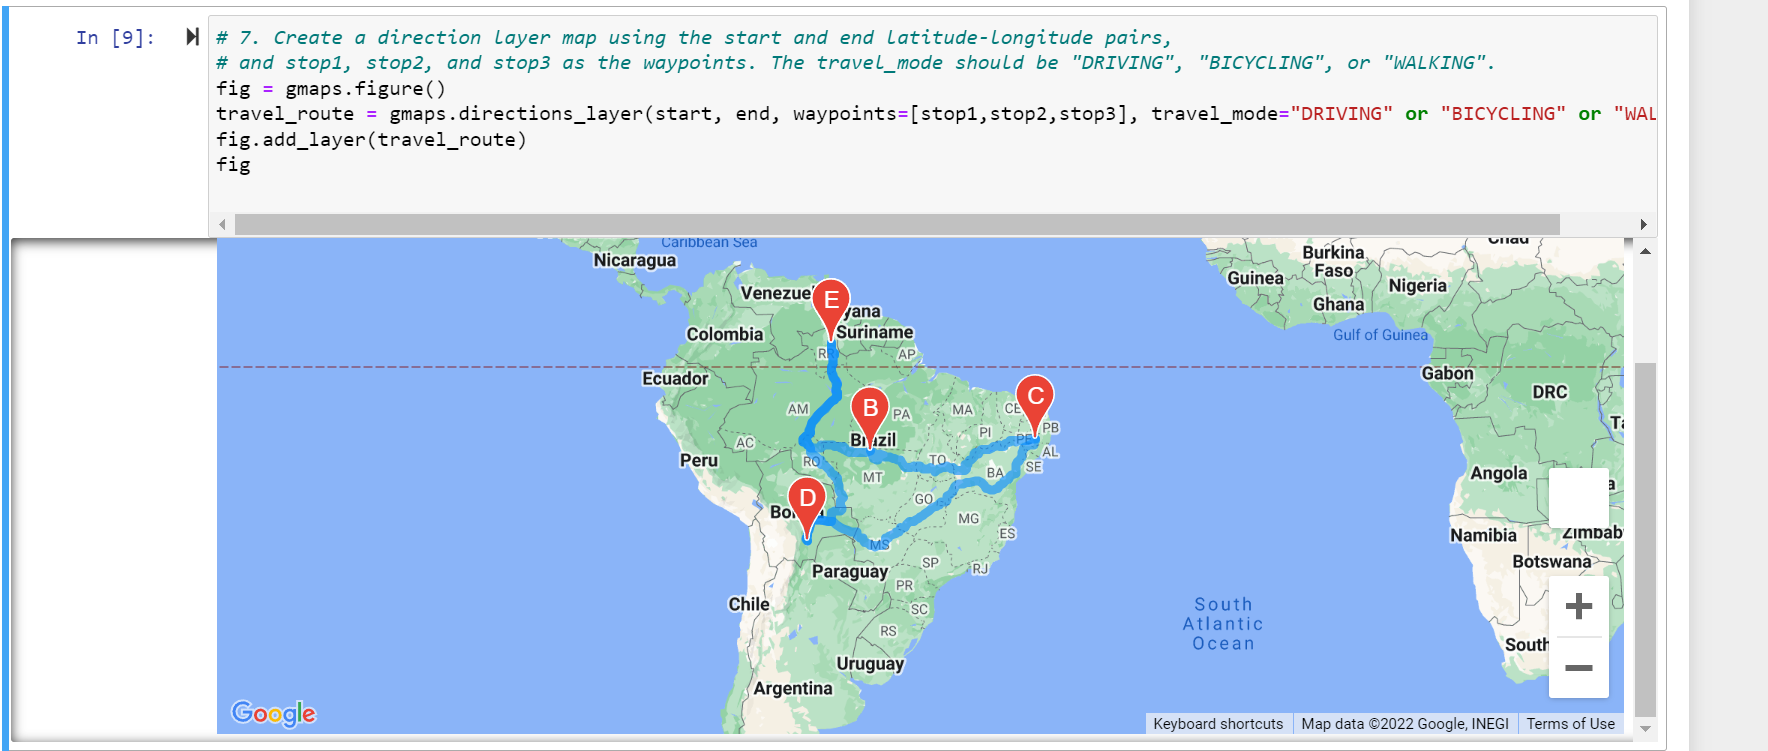 In [9]:
# 7. Create a direction layer map using the start and end latitude-longitude pairs,
# and stop1, stop2, and stop3 as the waypoints. The travel_mode should be "DRIVING", "BICYCLING", or "WALKING".
fig = gmaps.figure()
travel_route = gmaps.directions_layer(start, end, waypoints=[stop1,stop2,stop3], travel_mode="DRIVING" or "BICYCLING" or "WAL
fig.add_layer(travel_route)
fig
Caribbean Sea
Nicaragua
Burkina
Faso
Guinea
Nigeria
Ghana
Venezue
E
yana
Suriname
Colombia
Gulf of Guinea
RR
AP
Ecuador
Gabon
DRC
B
C
AM
PA
MA
CE
PB
PI
PE
AC
Brazil
AL
Peru
RO
TO
SE
BA
MT
Angola
D
GO
Bo
MG
ES
Namibia
Zimbab
MS
Botswana
Paraguay
SP
RJ
PR
Chile
SC
South
Atlantic
Ocean
RS
South
Uruguay
Argentina
Google
Keyboard shortcuts
Map data ©2022 Google, INEGI
Terms of Use